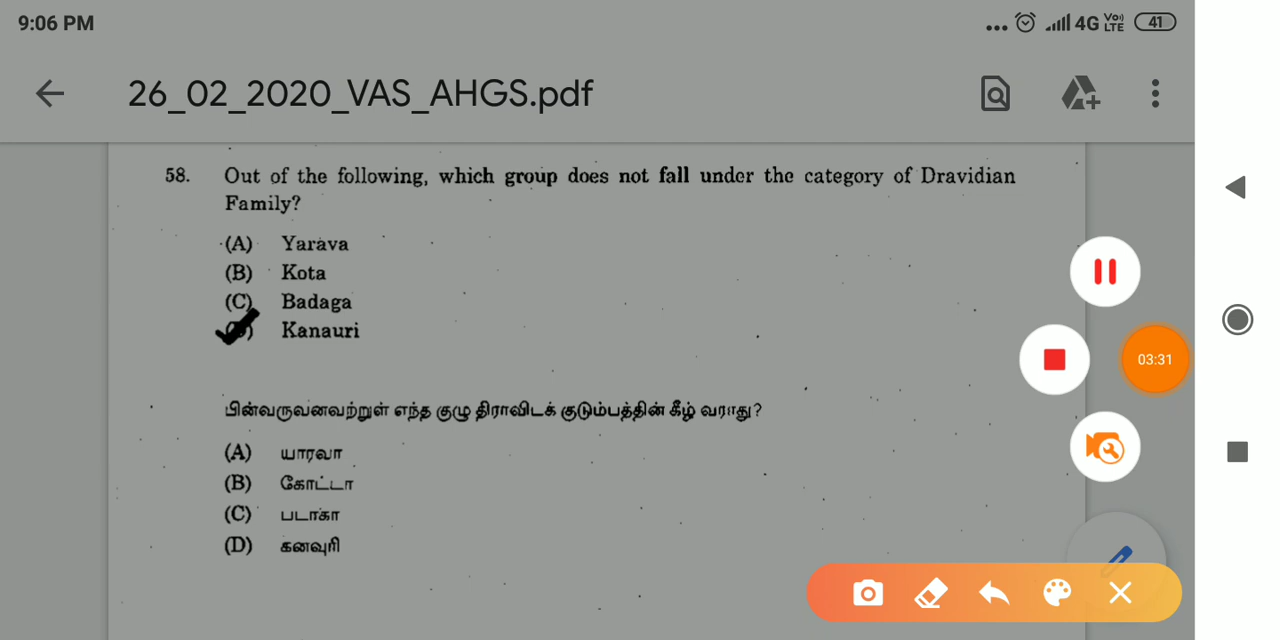 9:06 PM
4G Vo) LTE 41
26_02_2020_VAS_AHGS.pdf
58. Out of the following, which group does not fall under the category of Dravidian
Family?
(A) Yarava
(B) Kota
(C) Badaga
(D) Kanauri
பின்வருவனவற்றுள் எந்த குழு திராவிடக் குடும்பத்தின் கீழ் வராது?
(A) யாரவா
(B) கோட்டா
(C) படாகா
(D) கனவுரி
03:31